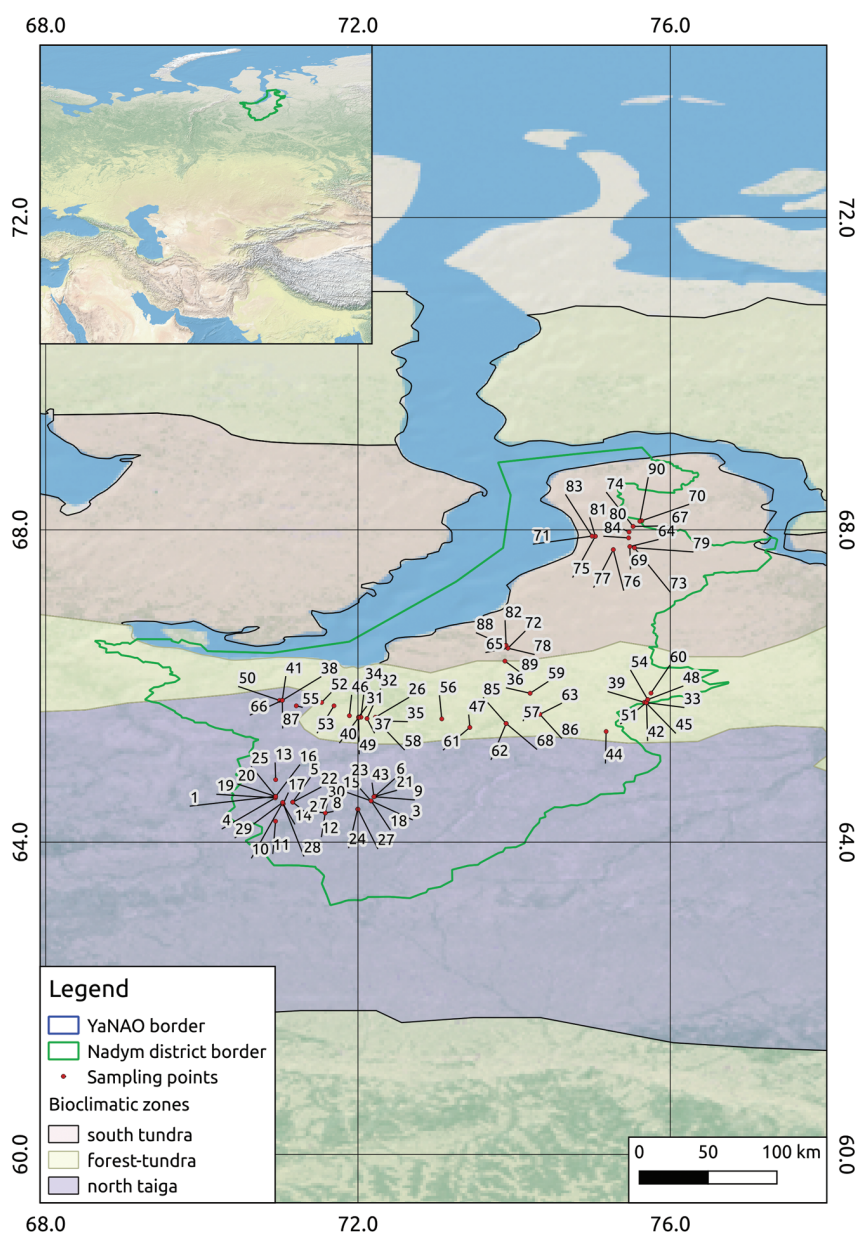 68.0 72.0 76.0
72.0 72.0
90
74
83 70
81 80 67
68.0 84 64 68.0
71 79
69
75 77 76 73
82
88 72
65 78
89
54 60
41 34
50 38 32 36 59 48
52 46 26 56 85 39 33
55 31 47 63
66 35 57 51
87 53 37 86 45
40 61 42
49 58 62 68 44
25 13 16
20 5 23 43 6
19 17 22 15 21
1 30 9
27 8 3
4 14 18
29 12
24 27
64.0 10 11 28 64.0
Legend
YaNAO border
Nadym district border
Sampling points
Bioclimatic zones
south tundra
forest-tundra
north taiga
0 50 100 km
60.0 60.0
68.0 72.0 76.0